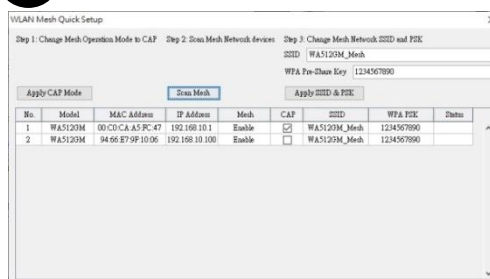 WLAN Mesh Quick Setup
Step 1: Change Mesh Operation Mode to CAP Step 2: Scan Mesh Network devices Step 3: Change Mesh Network SSID and PSK
SSID WA512GM_Mesh
WPA Pre-Share Key 1234567890
Apply CAP Mode Scan Mesh Apply SSID & PSK
No. Model MAC Address IP Address Mesh CAP SSID WPA PSK Status
1 WA512GM 00:C0:CA:A5:FC:47 192.168.10.1 Enable WA512GM_Mesh 1234567890
2 WA512GM 94:66:E7:9F:10:06 192.168.10.100 Enable WA512GM_Mesh 1234567890